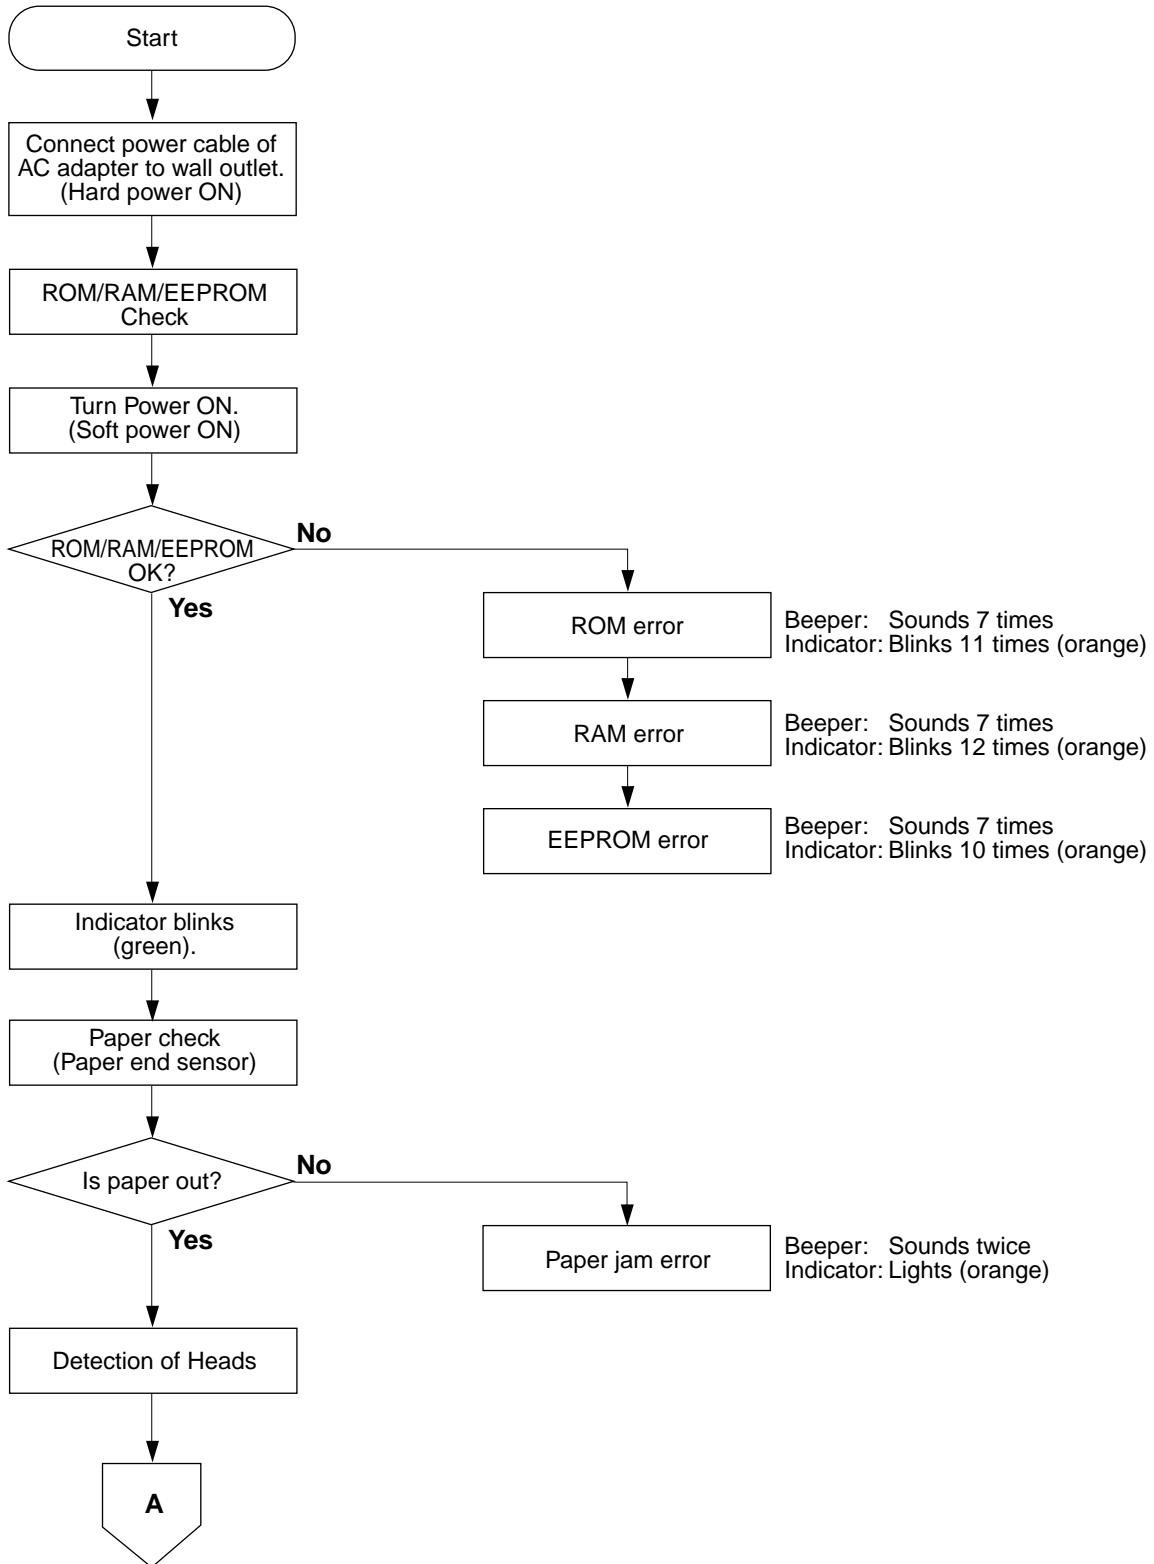 Start
Connect power cable of
AC adapter to wall outlet.
(Hard power ON)
ROM/RAM/EEPROM
Check
Turn Power ON.
(Soft power ON)
ROM/RAM/EEPROM
OK?
No
Yes
ROM error
Beeper: Sounds 7 times
Indicator: Blinks 11 times (orange)
RAM error
Beeper: Sounds 7 times
Indicator: Blinks 12 times (orange)
EEPROM error
Beeper: Sounds 7 times
Indicator: Blinks 10 times (orange)
Indicator blinks
(green).
Paper check
(Paper end sensor)
Is paper out?
No
Yes
Paper jam error
Beeper: Sounds twice
Indicator: Lights (orange)
Detection of Heads
A